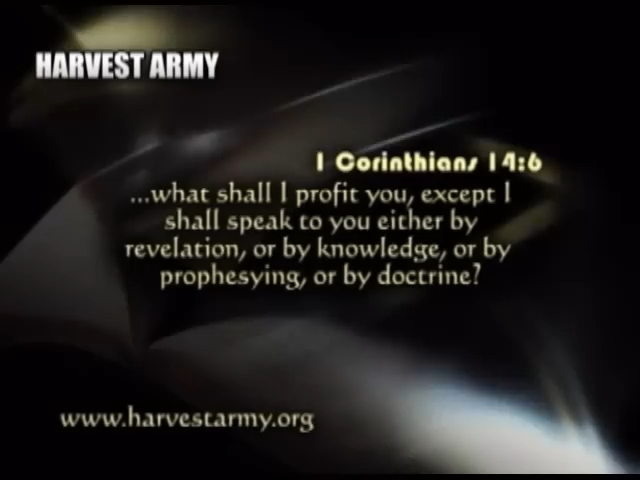 HARVEST ARMY
1 Corinthians 14:6
...what shall I profit you, except I
shall speak to you either by
revelation, or by knowledge, or by
prophesying, or by doctrine?
www.harvestarmy.org